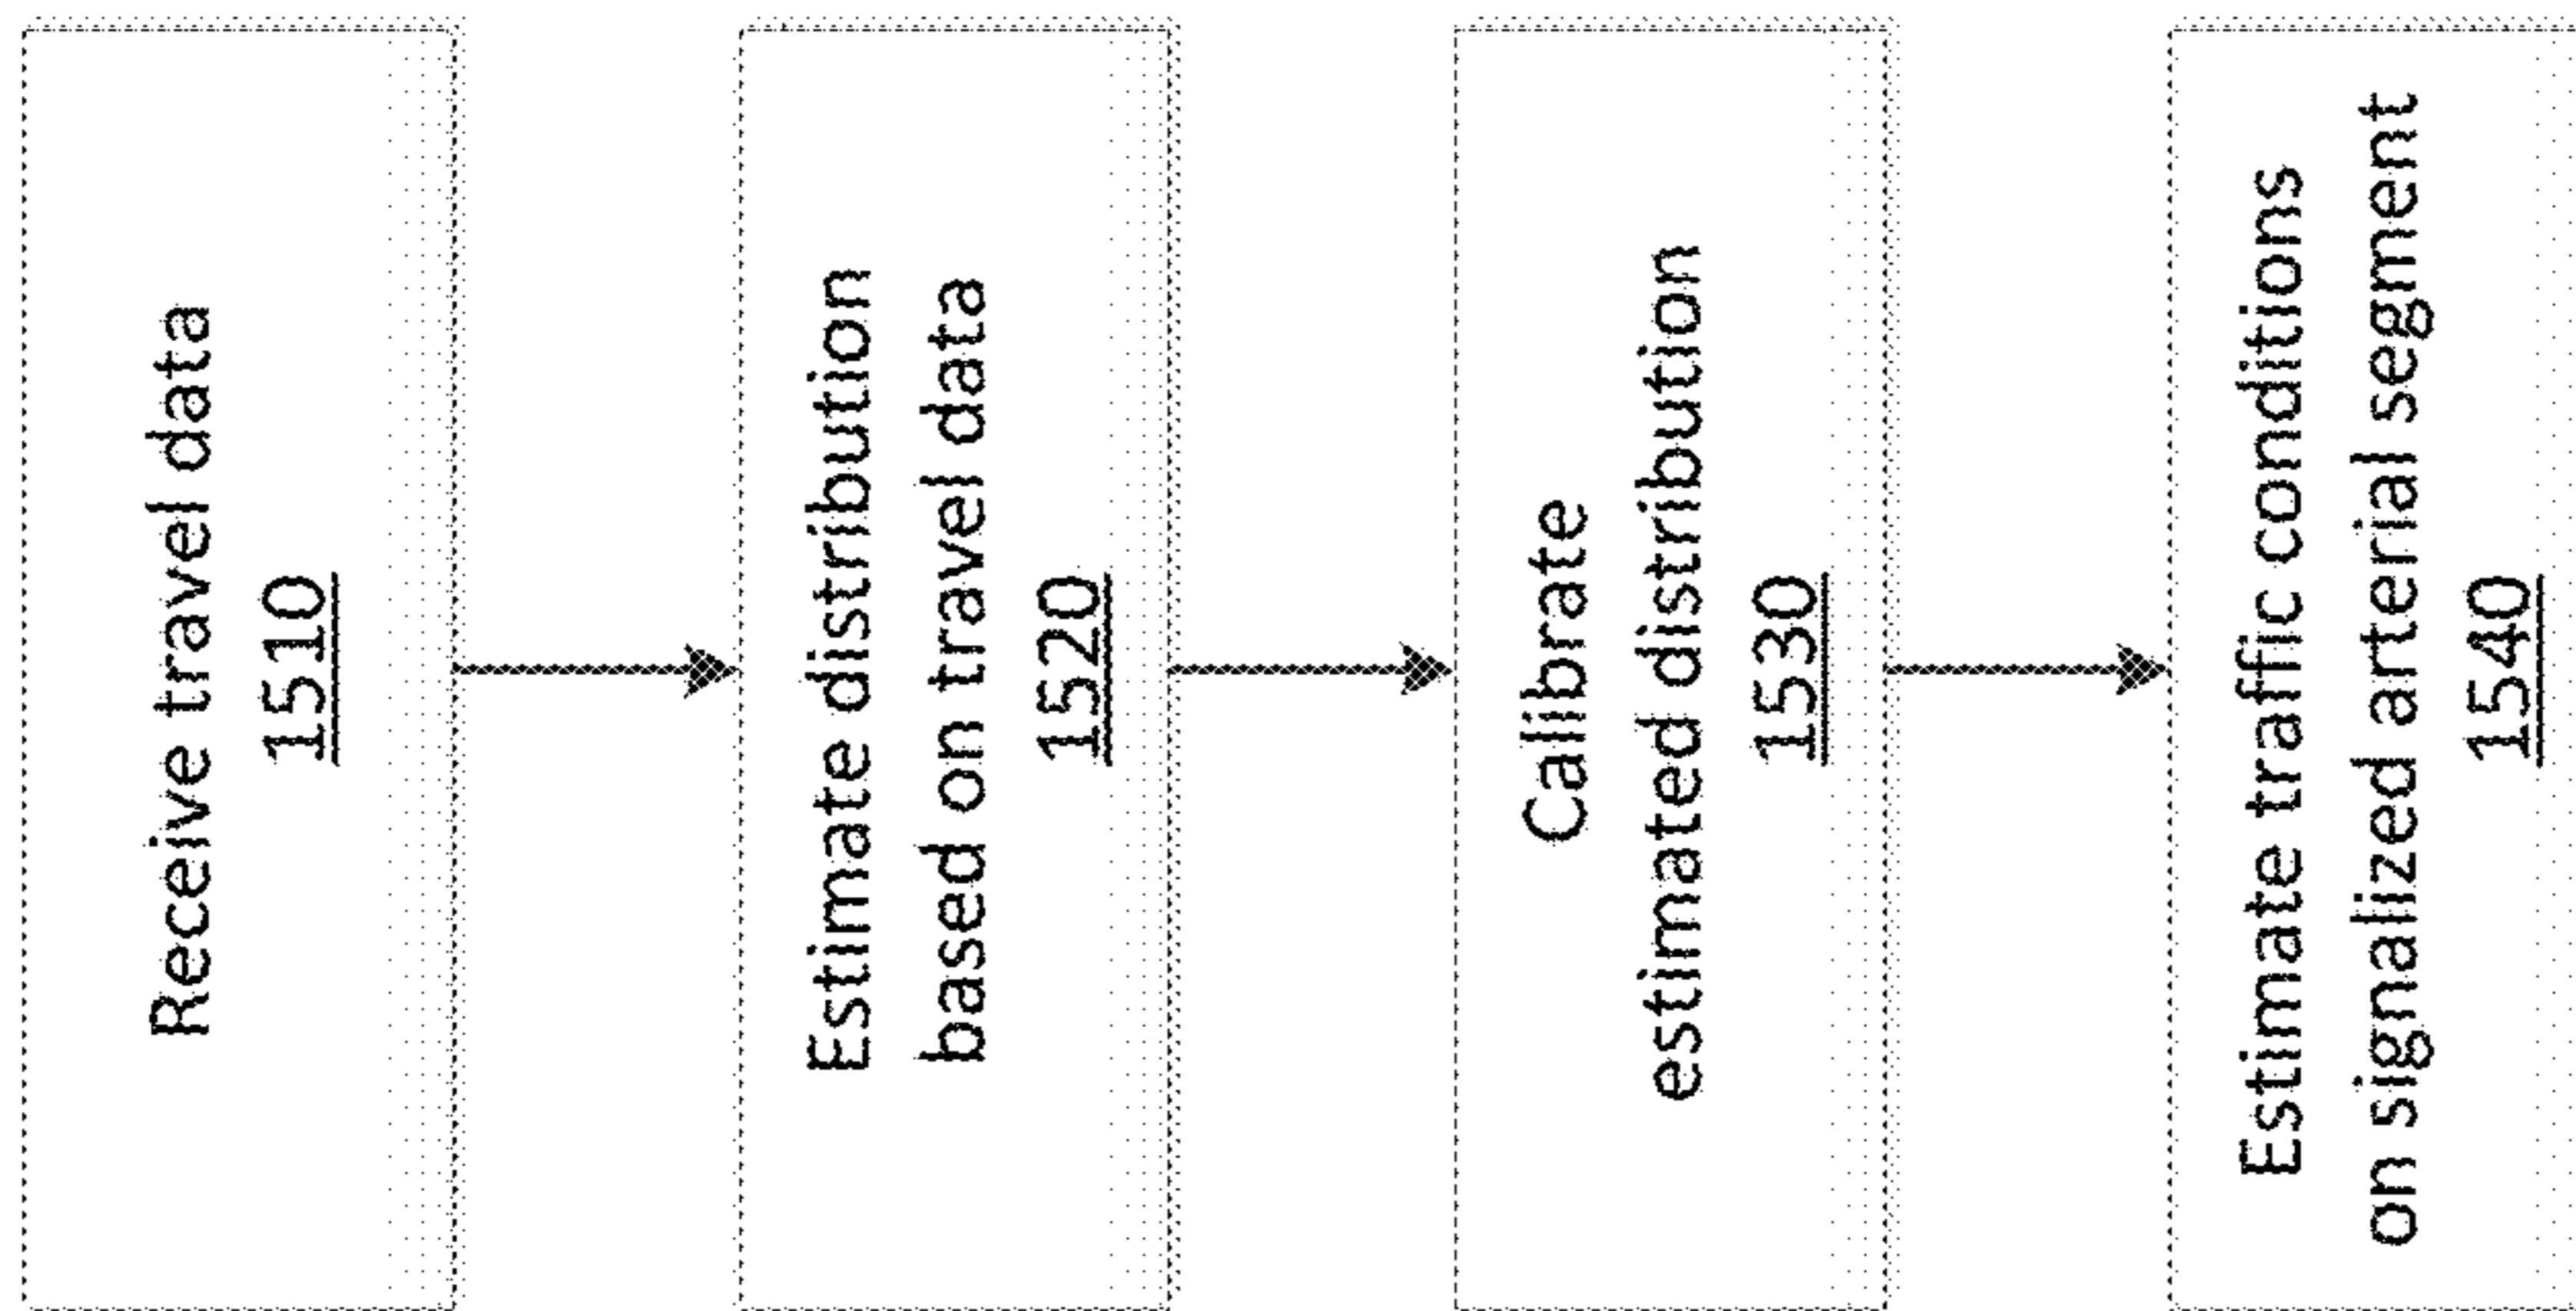 Receive travel data
1510
Estimate distribution
based on travel data
1520
Calibrate
estimated distribution
1530
Estimate traffic conditions
on signalized arterial segment
1540